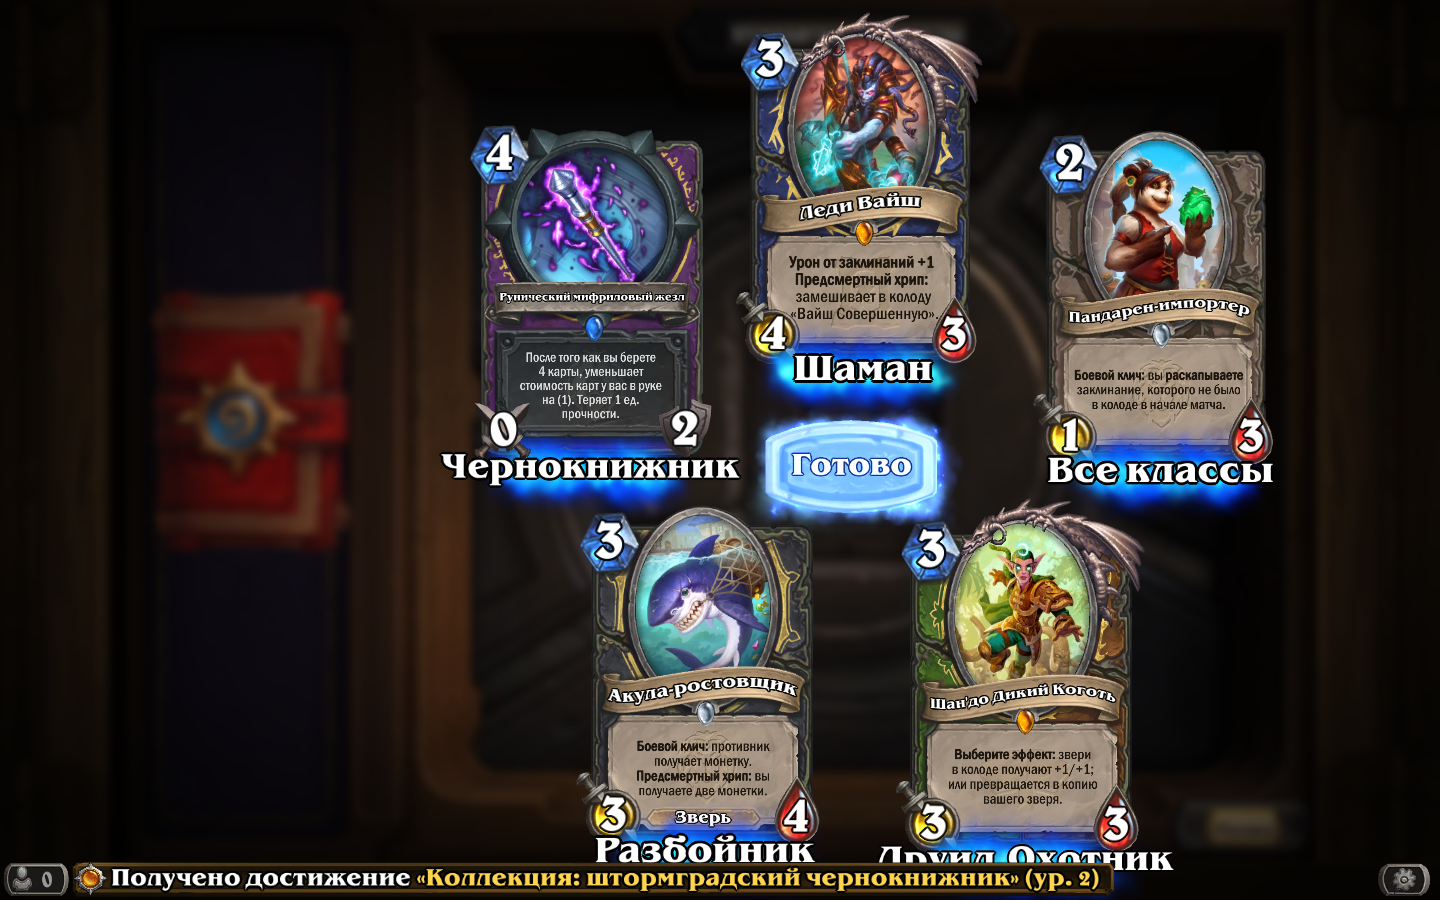 3
Леди Вайш
Урон от заклинаний +1
Предсмертный хрип:
замешивает в колоду
«Вайш Совершенную».
4
3
Шаман
4
Рунический мифриловый жезл
После того как вы берете
4 карты, уменьшает
стоимость карт у вас в руке
на (1). Теряет 1 ед.
прочности.
0
2
Чернокнижник
2
Пандарен-импортер
Боевой клич: вы раскапываете
заклинание, которого не было
в колоде в начале матча.
1
3
Все классы
Готово
3
Акула-ростовщик
Боевой клич: противник
получает монетку.
Предсмертный хрип: вы
получаете две монетки.
Зверь
3
4
Разбойник
3
Шан'до Дикий Коготь
Выберите эффект: звери
в колоде получают +1/+1;
или превращается в копию
вашего зверя.
3
3
Друид Охотник
0
Получено достижение «Коллекция: штормградский чернокнижник» (ур. 2)